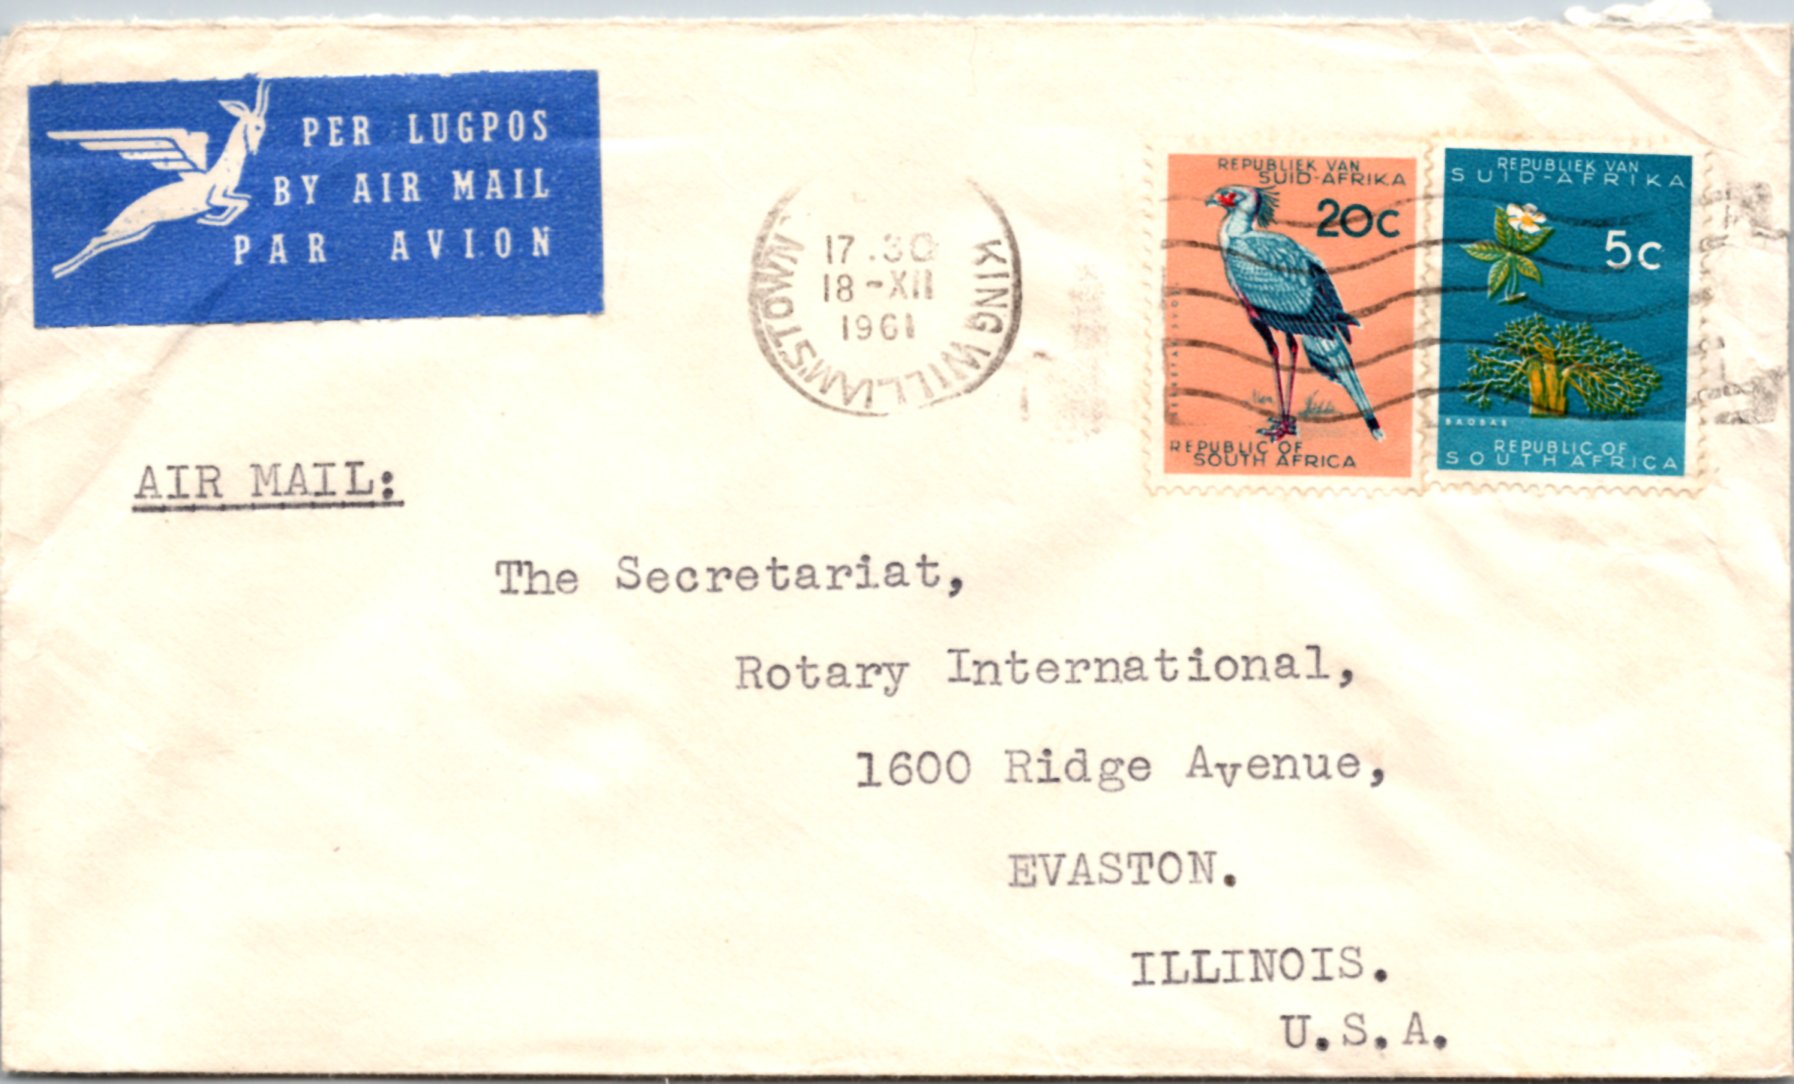 PER LUGPOS
BY AIR MAIL
PAR AVION
KING WILLIAM'S TOWN
17.30
18-XII
1961
REPUBLIEK VAN
SUID-AFRIKA
20c
REPUBLIC OF
SOUTH AFRICA
REPUBLIEK VAN
SUID-AFRIKA
5c
BAOBAB
REPUBLIC OF
SOUTH AFRICA
AIR MAIL:
The Secretariat,
Rotary International,
1600 Ridge Avenue,
EVASTON.
ILLINOIS.
U.S.A.